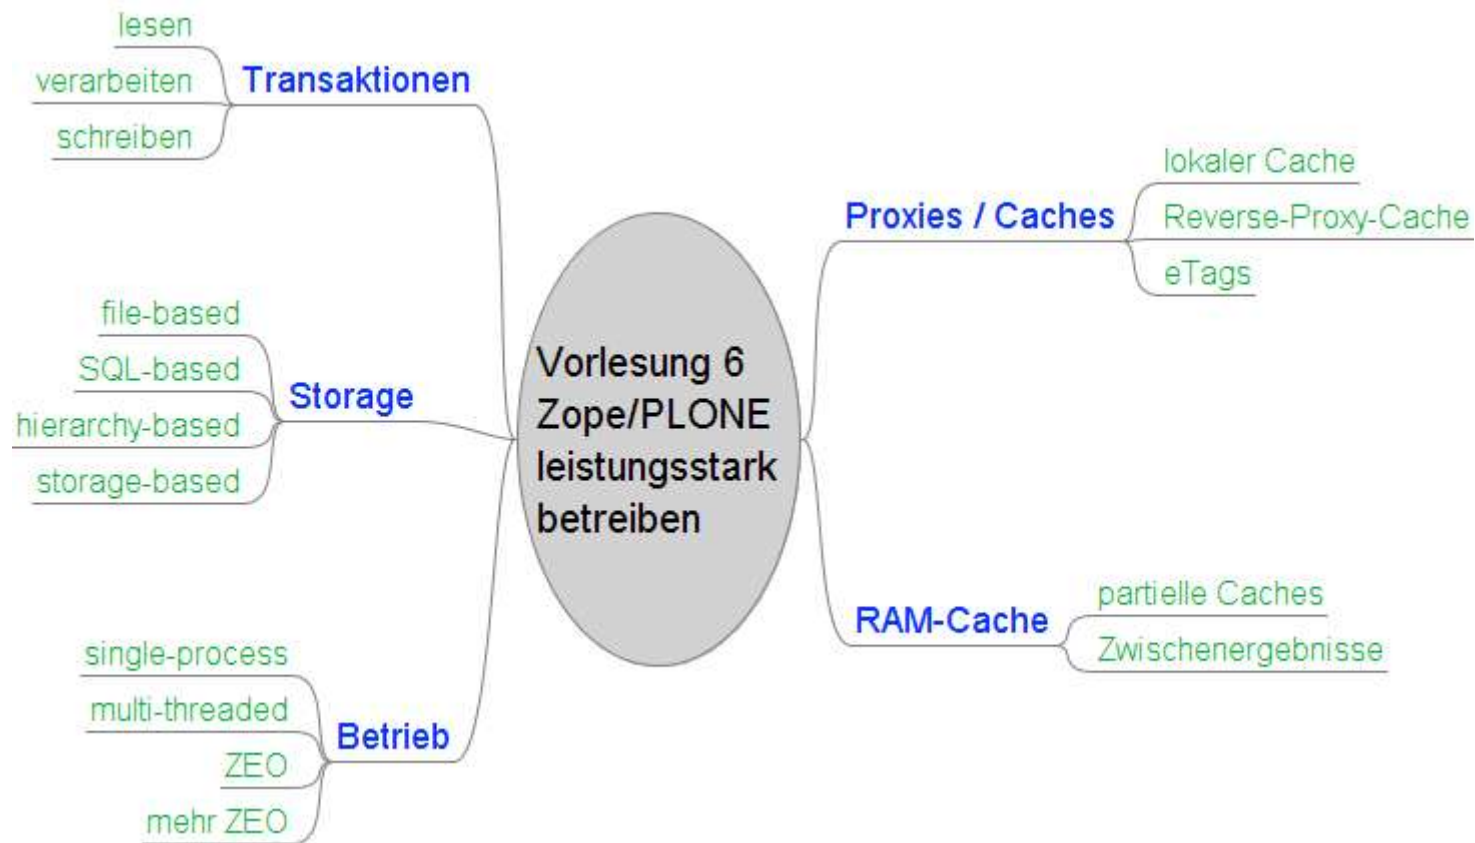 lesen
verarbeiten
schreiben
Transaktionen
file-based
SQL-based
hierarchy-based
storage-based
Storage
single-process
multi-threaded
ZEO
mehr ZEO
Betrieb
Vorlesung 6
Zope/PLONE
leistungsstark
betreiben
Proxies / Caches
lokaler Cache
Reverse-Proxy-Cache
eTags
RAM-Cache
partielle Caches
Zwischenergebnisse